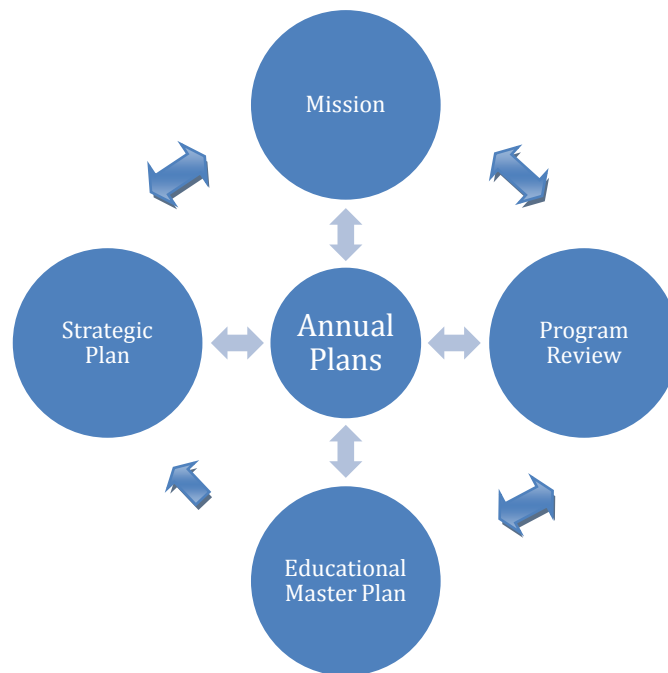 Mission
Strategic
Plan
Annual
Plans
Program
Review
Educational
Master Plan